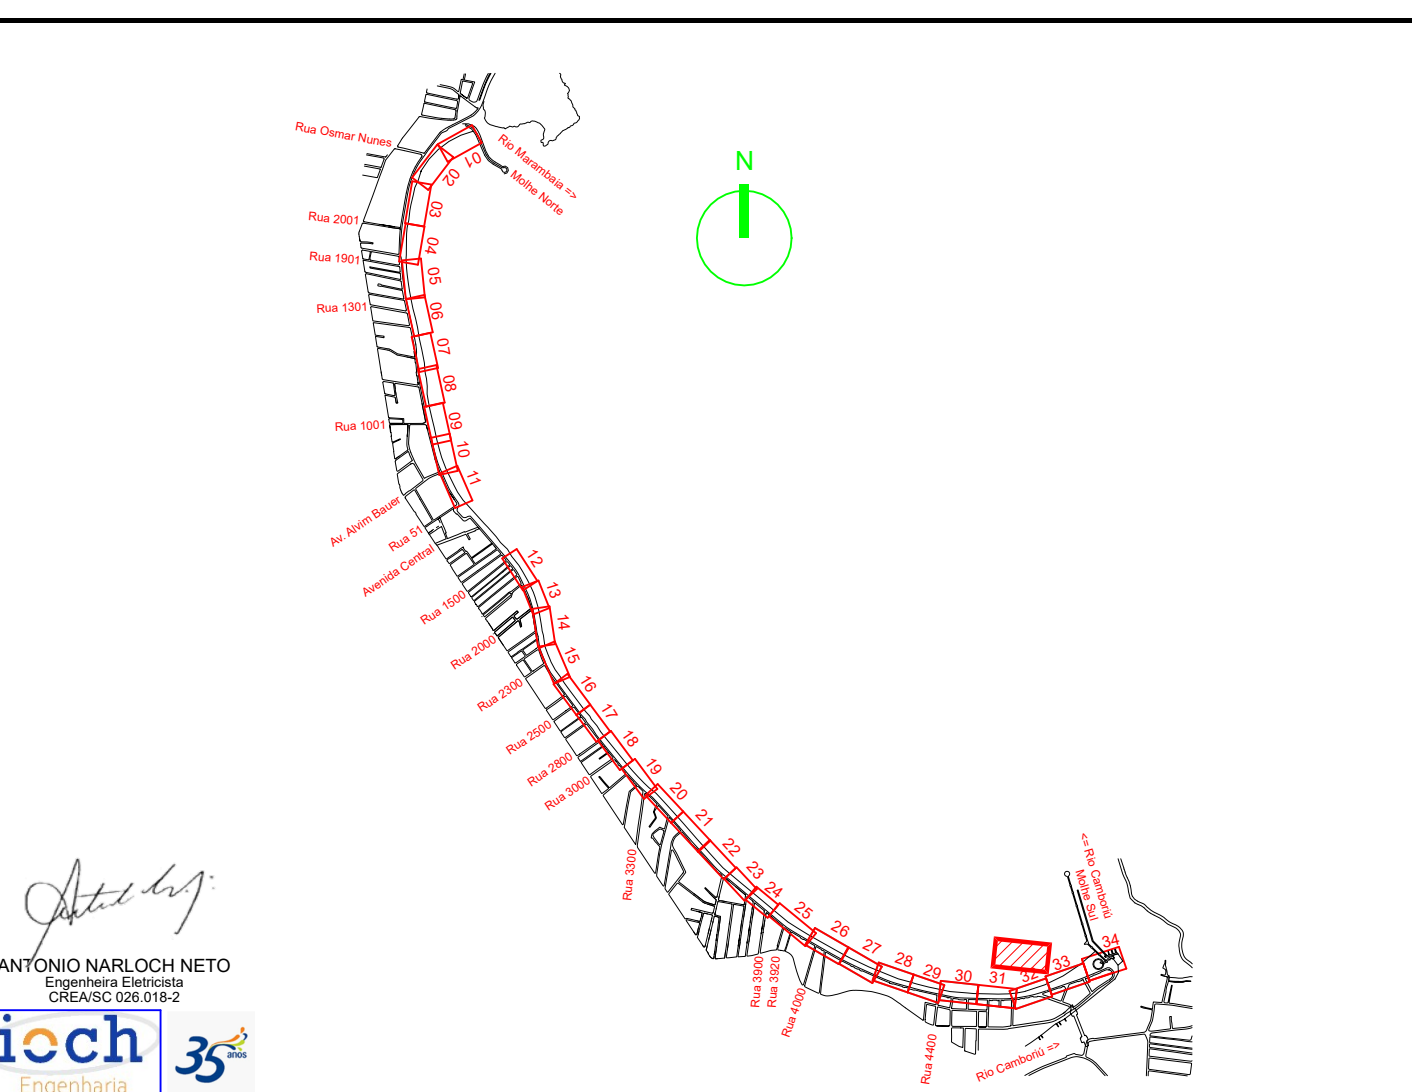 Rua Osmar Nunes
Rio Marambaia =>
Molhe Norte
N
01
02
03
04
05
06
07
08
09
10
11
Rua 2001
Rua 1901
Rua 1301
Rua 1001
Av. Alvim Bauer
Rua 51
Avenida Central
Rua 1500
Rua 2000
Rua 2300
Rua 2500
Rua 2800
Rua 3000
Rua 3300
12
13
14
15
16
17
18
19
20
21
22
23
24
25
26
27
28
29
30
31
32
33
34
Rua 3900
Rua 3920
Rua 4000
Rua 4400
Rio Camboriú =>
<= Rio Camboriú
Molhe Sul
ANTONIO NARLOCH NETO
Engenheira Eletricista
CREA/SC 026.018-2
ioch
Engenharia
35
anos